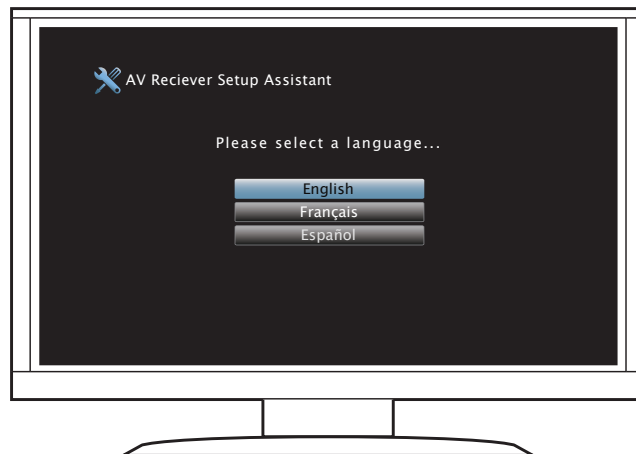 AV Reciever Setup Assistant
Please select a language...
English
Français
Español